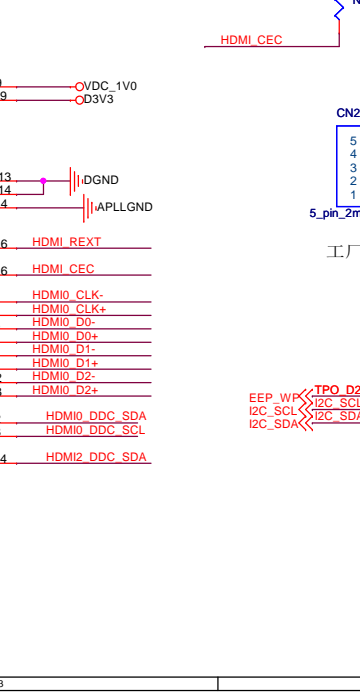 HDMI_CEC
VDC_1V0
9 D3V3
CN2
5
4
3
2
1
5_pin_2m
工厂
13 DGND
14
4 APLLGND
6 HDMI_REXT
6 HDMI_CEC
HDMI0_CLK-
HDMI0_CLK+
HDMI0_D0-
HDMI0_D0+
HDMI0_D1-
HDMI0_D1+
2 HDMI0_D2-
3 HDMI0_D2+
HDMI0_DDC_SDA
HDMI0_DDC_SCL
4 HDMI2_DDC_SDA
EEP_WP TPO_D2
I2C_SCL I2C_SCL
I2C_SDA I2C_SDA
3